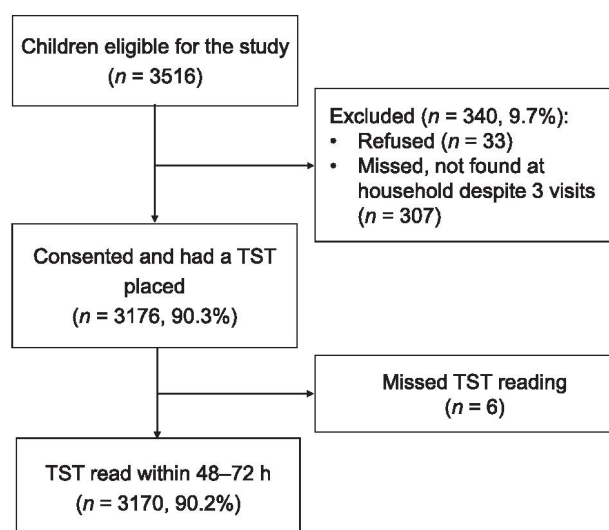 Children eligible for the study
(n = 3516)
Excluded (n = 340, 9.7%):
• Refused (n = 33)
• Missed, not found at
household despite 3 visits
(n = 307)
Consented and had a TST
placed
(n = 3176, 90.3%)
Missed TST reading
(n = 6)
TST read within 48–72 h
(n = 3170, 90.2%)